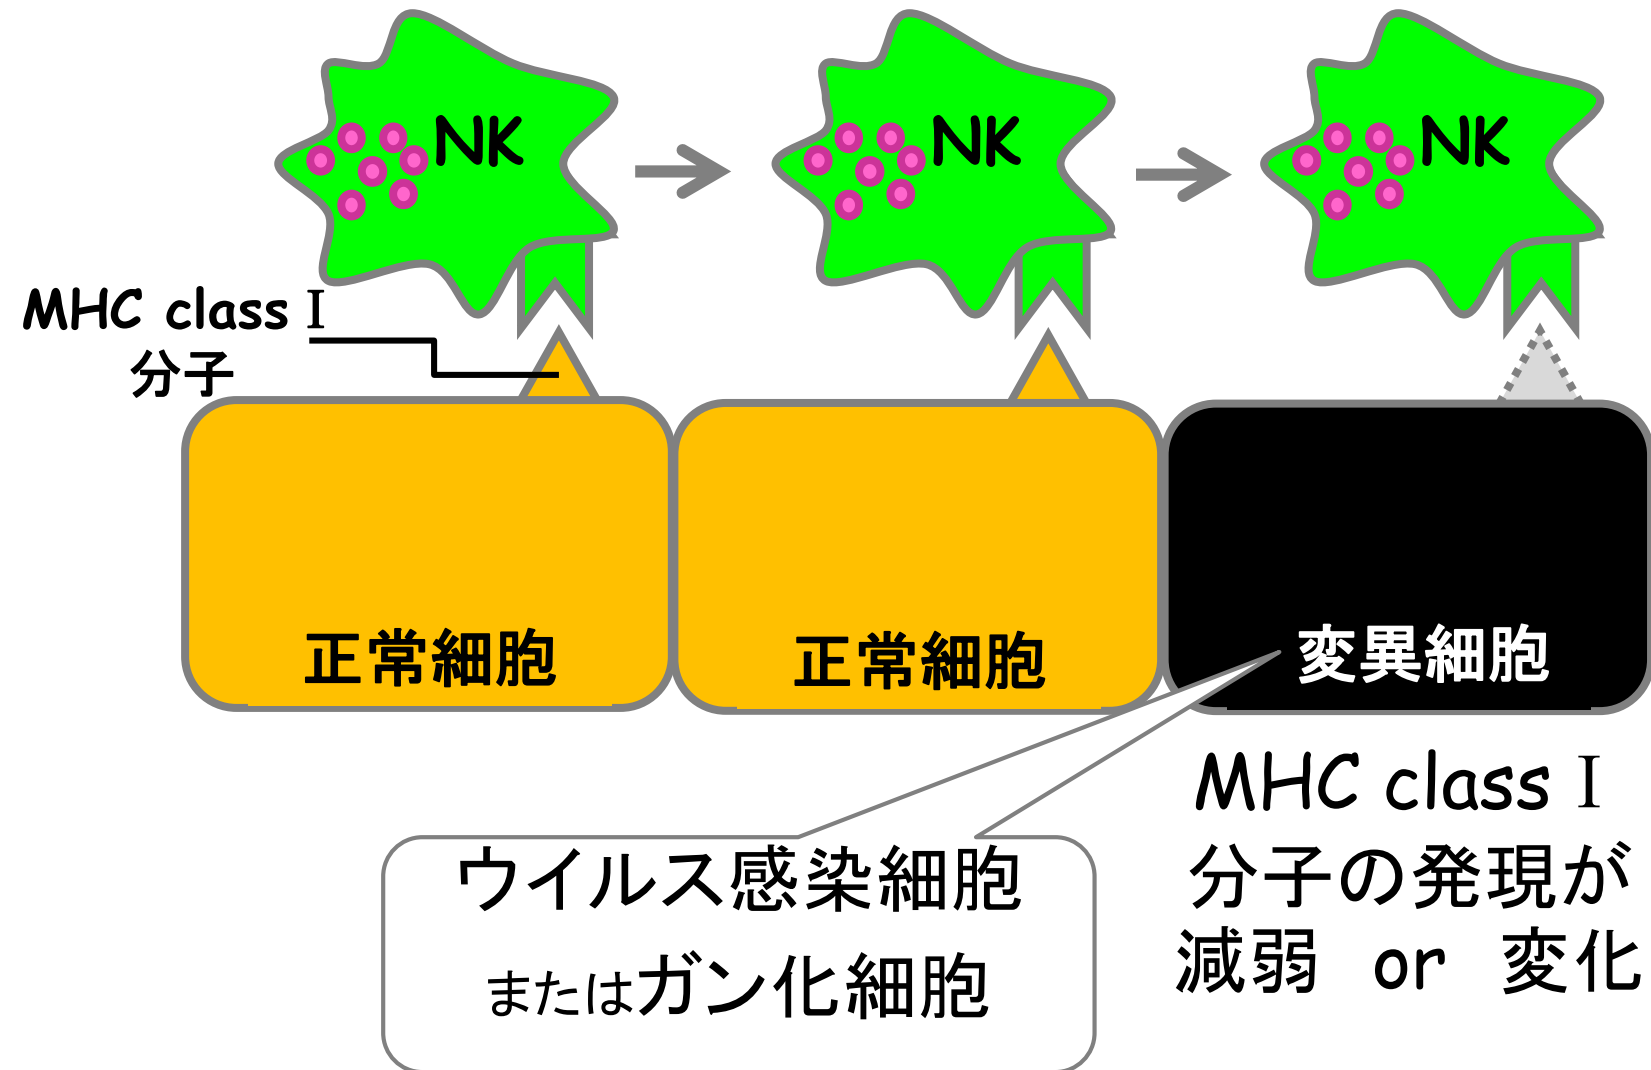 NK
NK
NK
MHC class Ⅰ
分子
正常細胞
正常細胞
変異細胞
MHC class Ⅰ
分子の発現が
減弱 or 変化
ウイルス感染細胞
またはガン化細胞